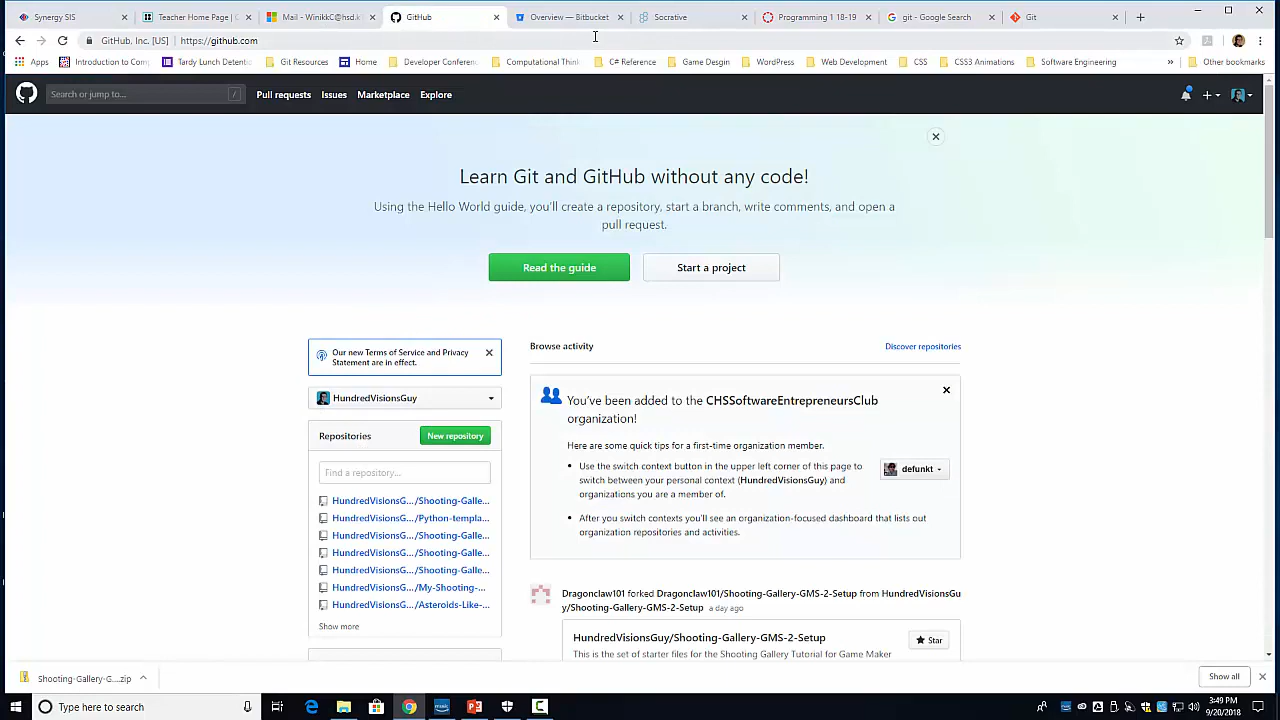 Synergy SIS
Teacher Home Page | G
Mail - WinikkC@hsd.k
GitHub
Overview — Bitbucket
Socrative
Programming 1 18-19
git - Google Search
Git
GitHub, Inc. [US] | https://github.com
Apps
Introduction to Com
Tardy Lunch Detenti
Git Resources
Home
Developer Conferenc
Computational Think
C# Reference
Game Desgin
WordPress
Web Development
CSS
CSS3 Animations
Software Engineering
»
Other bookmarks
Search or jump to...
/
Pull requests
Issues
Marketplace
Explore
Learn Git and GitHub without any code!
Using the Hello World guide, you'll create a repository, start a branch, write comments, and open a
pull request.
Read the guide
Start a project
Our new Terms of Service and Privacy
Statement are in effect.
HundredVisionsGuy
Repositories
New repository
Find a repository...
HundredVisionsG.../Shooting-Galle...
HundredVisionsG.../Python-templa...
HundredVisionsG.../Shooting-Galle...
HundredVisionsG.../Shooting-Galle...
HundredVisionsG.../Shooting-Galle...
HundredVisionsG.../My-Shooting-...
HundredVisionsG.../Asteroids-Like-...
Show more
Browse activity
Discover repositories
You've been added to the CHSSoftwareEntrepreneursClub
organization!
Here are some quick tips for a first-time organization member.
• Use the switch context button in the upper left corner of this page to
switch between your personal context (HundredVisionsGuy) and
organizations you are a member of.
defunkt
• After you switch contexts you'll see an organization-focused dashboard that lists out
organization repositories and activities.
Dragonclaw101 forked Dragonclaw101/Shooting-Gallery-GMS-2-Setup from HundredVisionsGu
y/Shooting-Gallery-GMS-2-Setup a day ago
HundredVisionsGuy/Shooting-Gallery-GMS-2-Setup
Star
This is the set of starter files for the Shooting Gallery Tutorial for Game Maker
Shooting-Gallery-G....zip
Show all
Type here to search
3:49 PM
9/20/2018